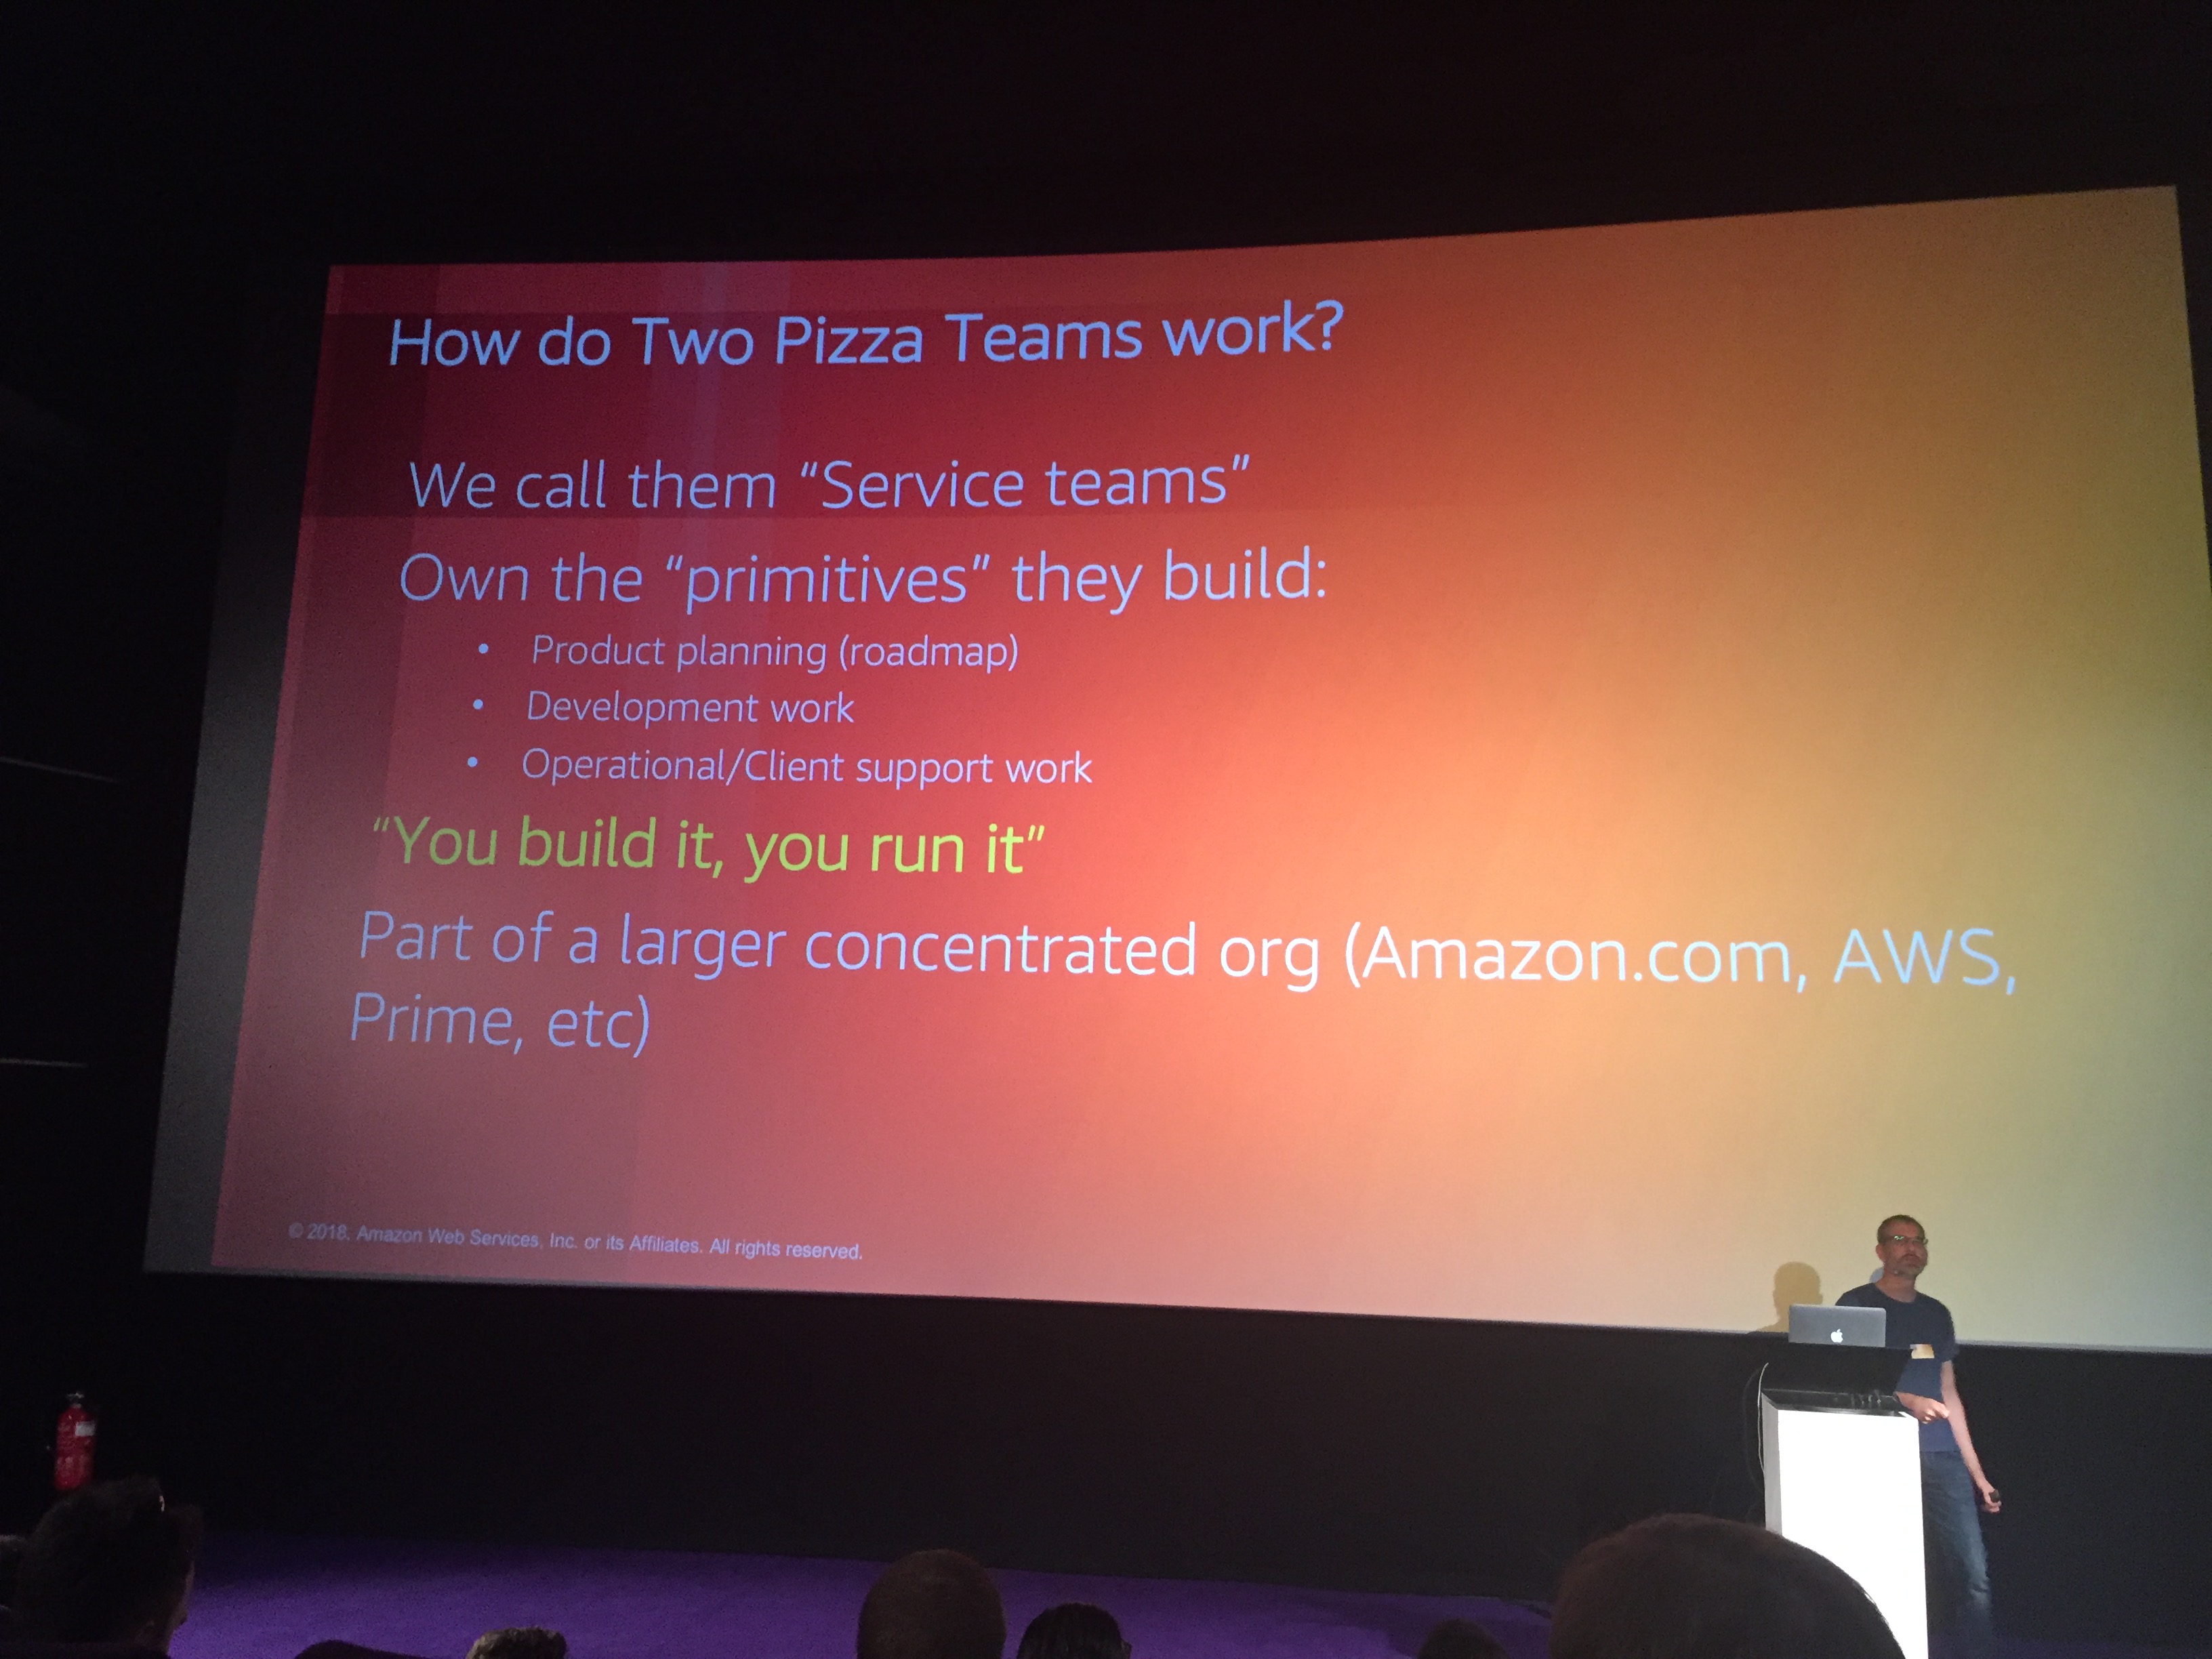 How do Two Pizza Teams work?
We call them “Service teams”
Own the “primitives” they build:
• Product planning (roadmap)
• Development work
• Operational/Client support work
“You build it, you run it”
Part of a larger concentrated org (Amazon.com, AWS,
Prime, etc)
© 2018. Amazon Web Services, Inc. or its Affiliates. All rights reserved.